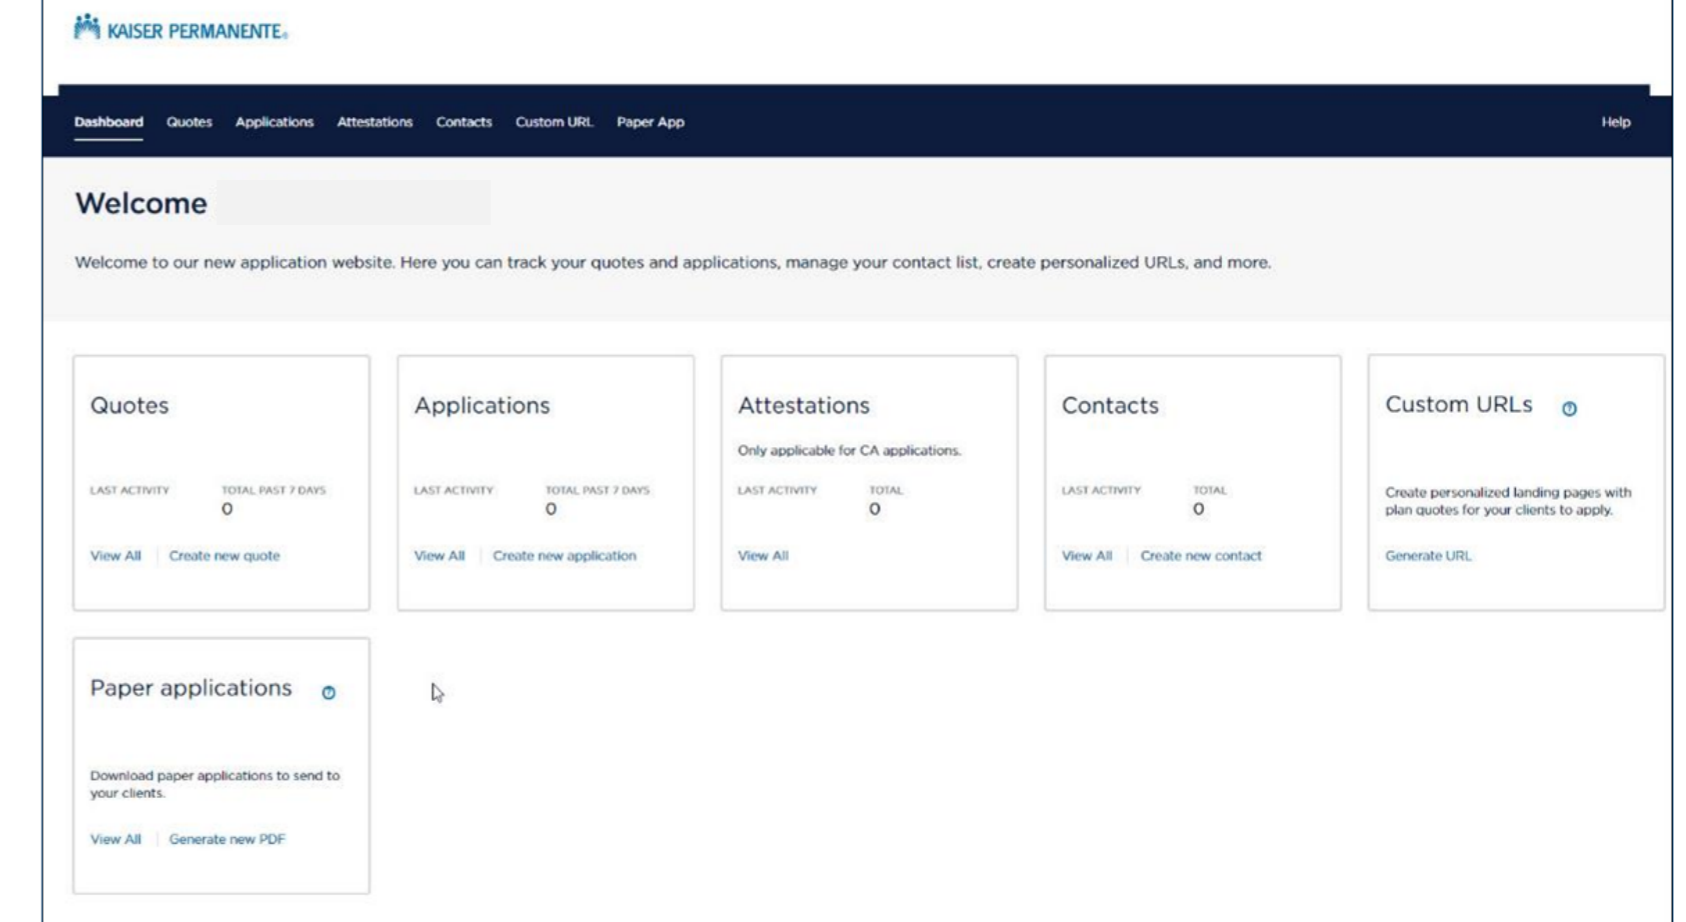 KAISER PERMANENTE®
Dashboard Quotes Applications Attestations Contacts Custom URL Paper App Help
Welcome
Welcome to our new application website. Here you can track your quotes and applications, manage your contact list, create personalized URLs, and more.
Quotes
LAST ACTIVITY TOTAL PAST 7 DAYS
0
View All Create new quote
Applications
LAST ACTIVITY TOTAL PAST 7 DAYS
0
View All Create new application
Attestations
Only applicable for CA applications.
LAST ACTIVITY TOTAL
0
View All
Contacts
LAST ACTIVITY TOTAL
0
View All Create new contact
Custom URLs ?
Create personalized landing pages with
plan quotes for your clients to apply.
Generate URL
Paper applications ?
Download paper applications to send to
your clients.
View All Generate new PDF